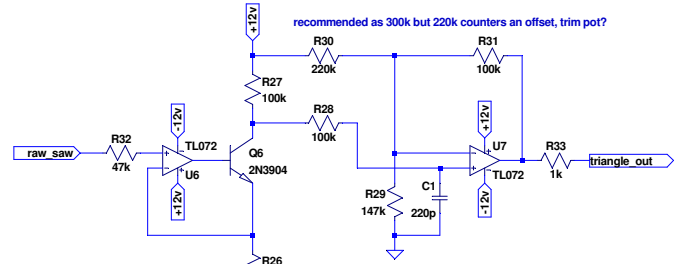 recommended as 300k but 220k counters an offset, trim pot?
+12v
R30
220k
R31
100k
R27
100k
R28
100k
-12v
+12v
R32
47k
raw_saw
+
-
-
+
TL072
U6
+12v
Q6
2N3904
U7
-
+
+
-
TL072
-12v
R33
1k
triangle_out
R29
147k
C1
220p
R26